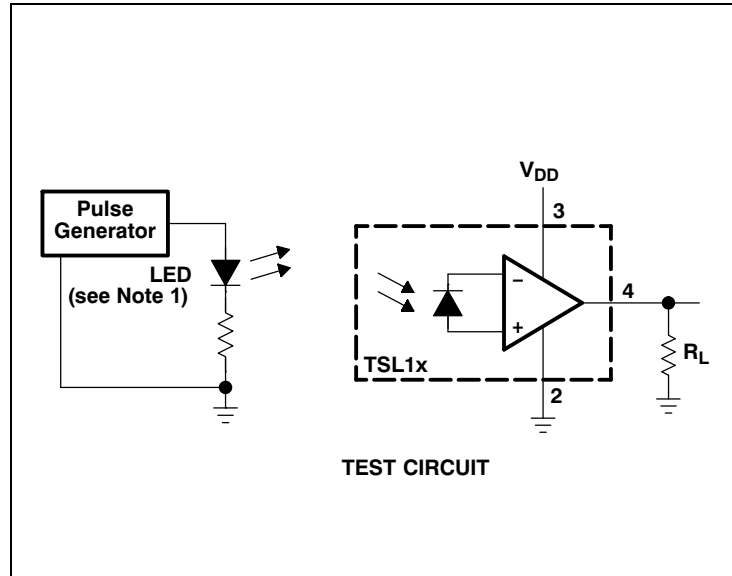 Pulse
Generator
LED
(see Note 1)
VDD
3
−
+
4
TSL1x
2
RL
TEST CIRCUIT